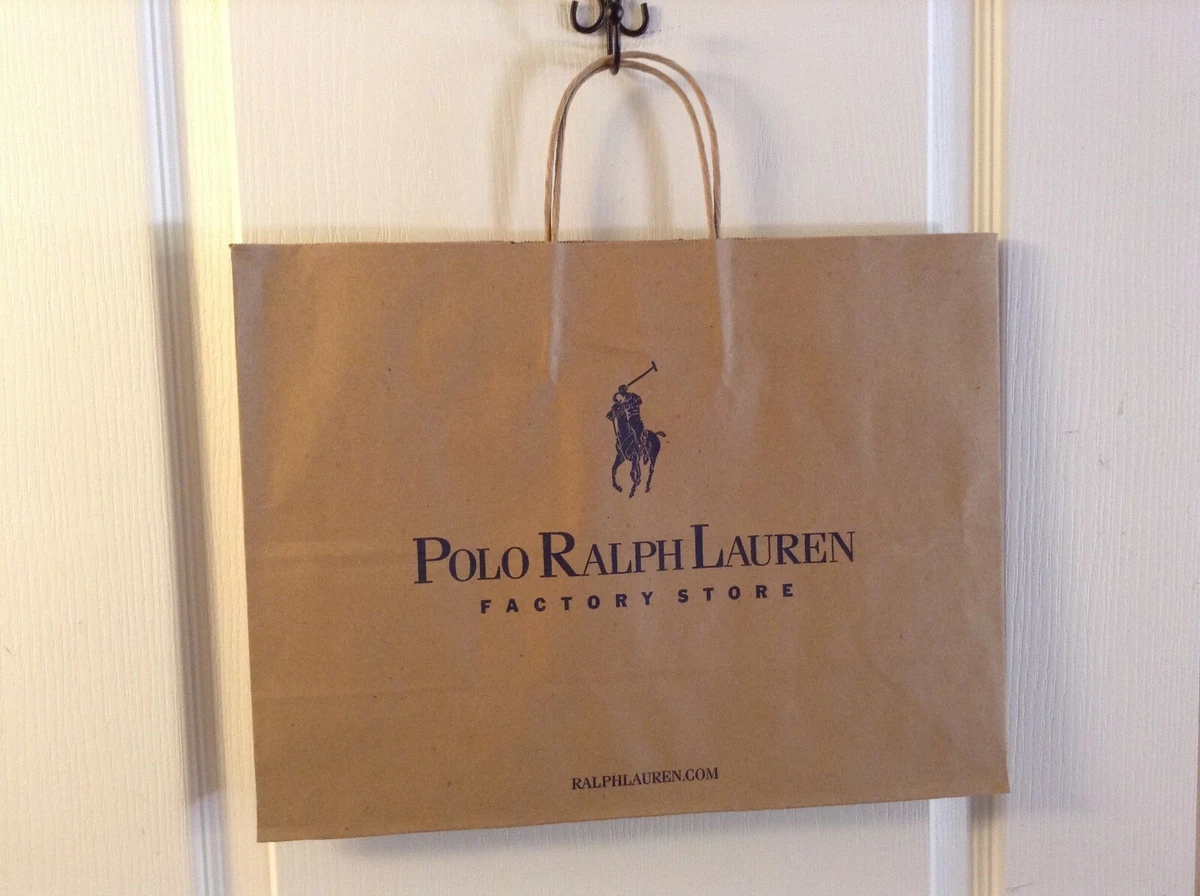 POLO RALPH LAUREN
FACTORY STORE
RALPHLAUREN.COM